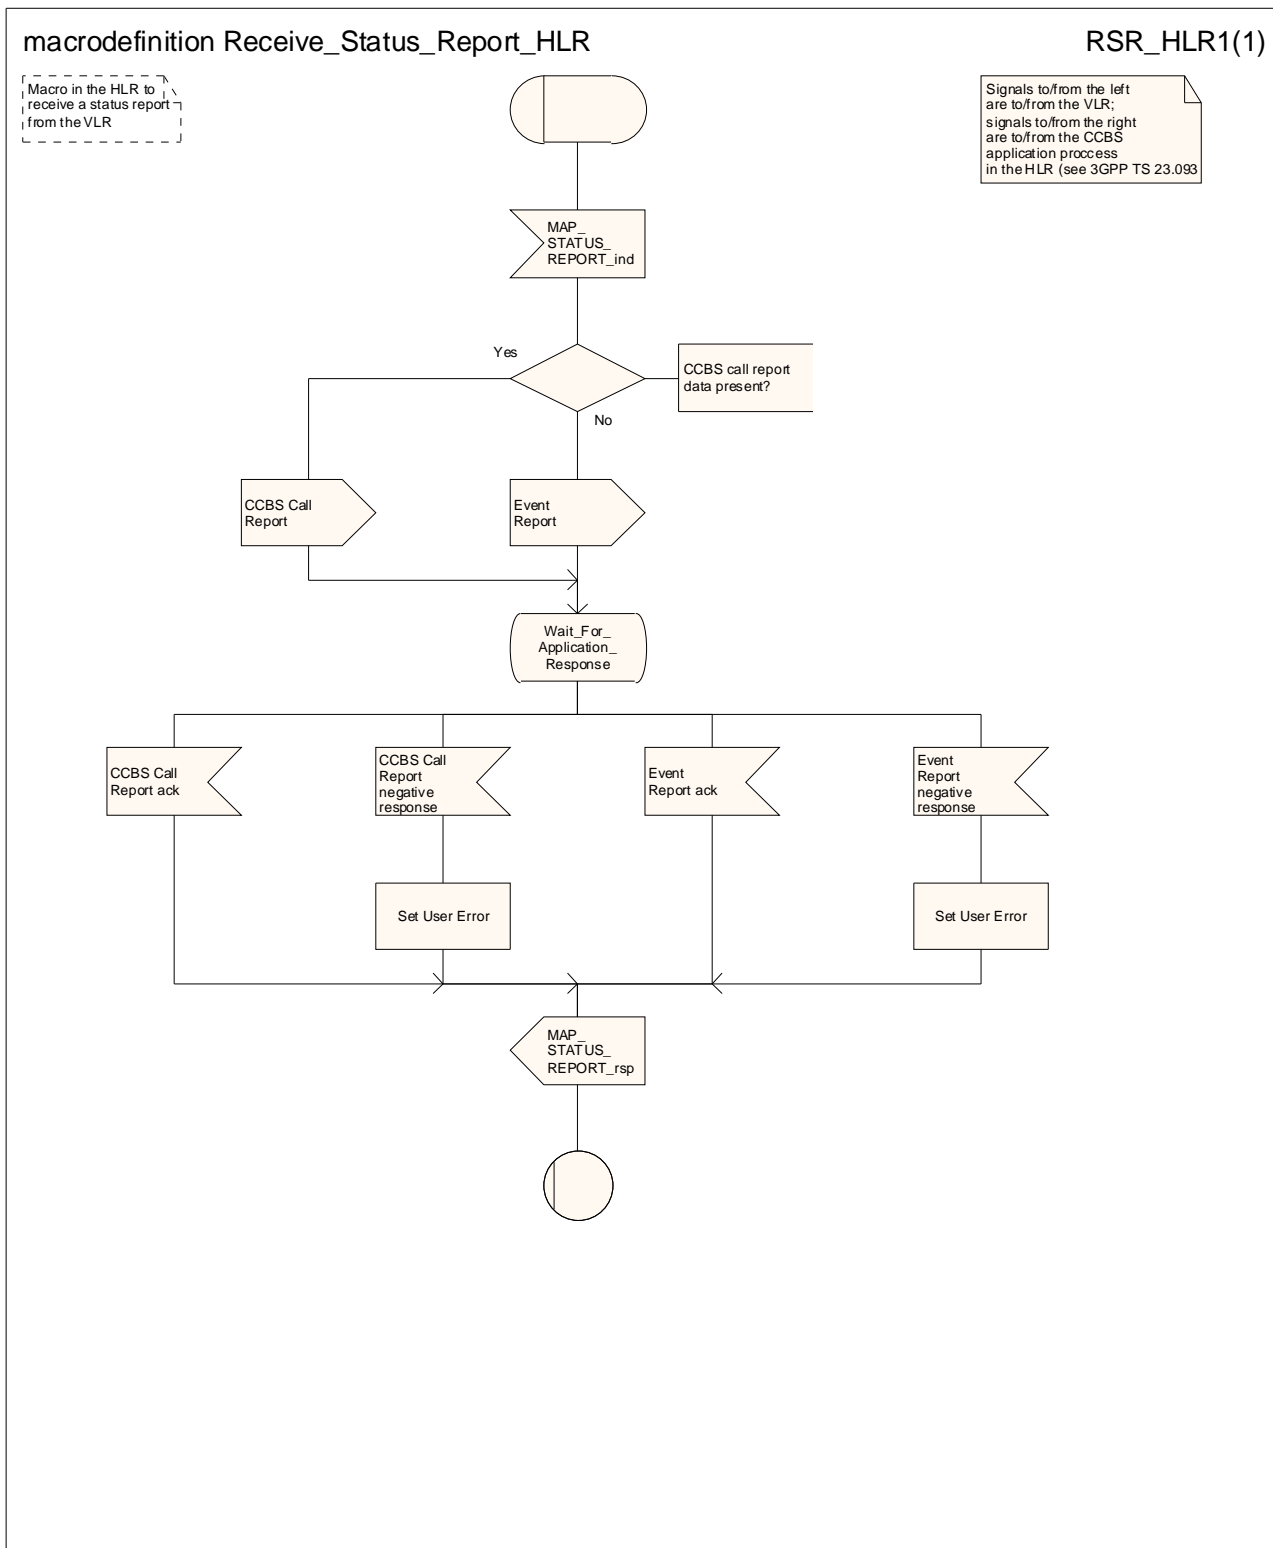 macrodefinition Receive_Status_Report_HLR
RSR_HLR1(1)
Macro in the HLR to
receive a status report
from the VLR
Signals to/from the left
are to/from the VLR;
signals to/from the right
are to/from the CCBS
application proccess
in the HLR (see 3GPP TS 23.093
MAP_
STATUS_
REPORT_ind
Yes
CCBS call report
data present?
No
CCBS Call
Report
Event
Report
Wait_For_
Application_
Response
CCBS Call
Report ack
CCBS Call
Report
negative
response
Event
Report ack
Event
Report
negative
response
Set User Error
Set User Error
MAP_
STATUS_
REPORT_rsp